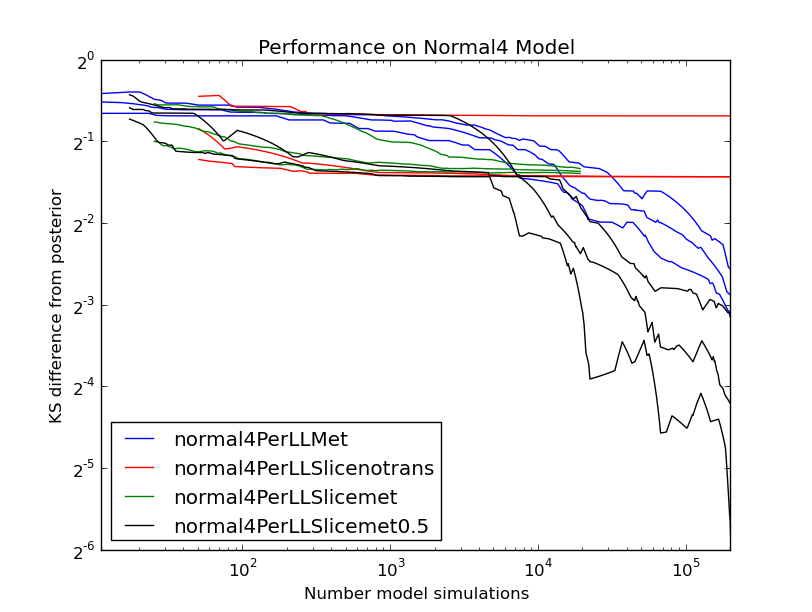 Performance on Normal4 Model
KS difference from posterior
2^0
2^-1
2^-2
2^-3
2^-4
2^-5
2^-6
normal4PerLLMet
normal4PerLLSlicenotrans
normal4PerLLSlicemet
normal4PerLLSlicemet0.5
10^2
10^3
10^4
10^5
Number model simulations